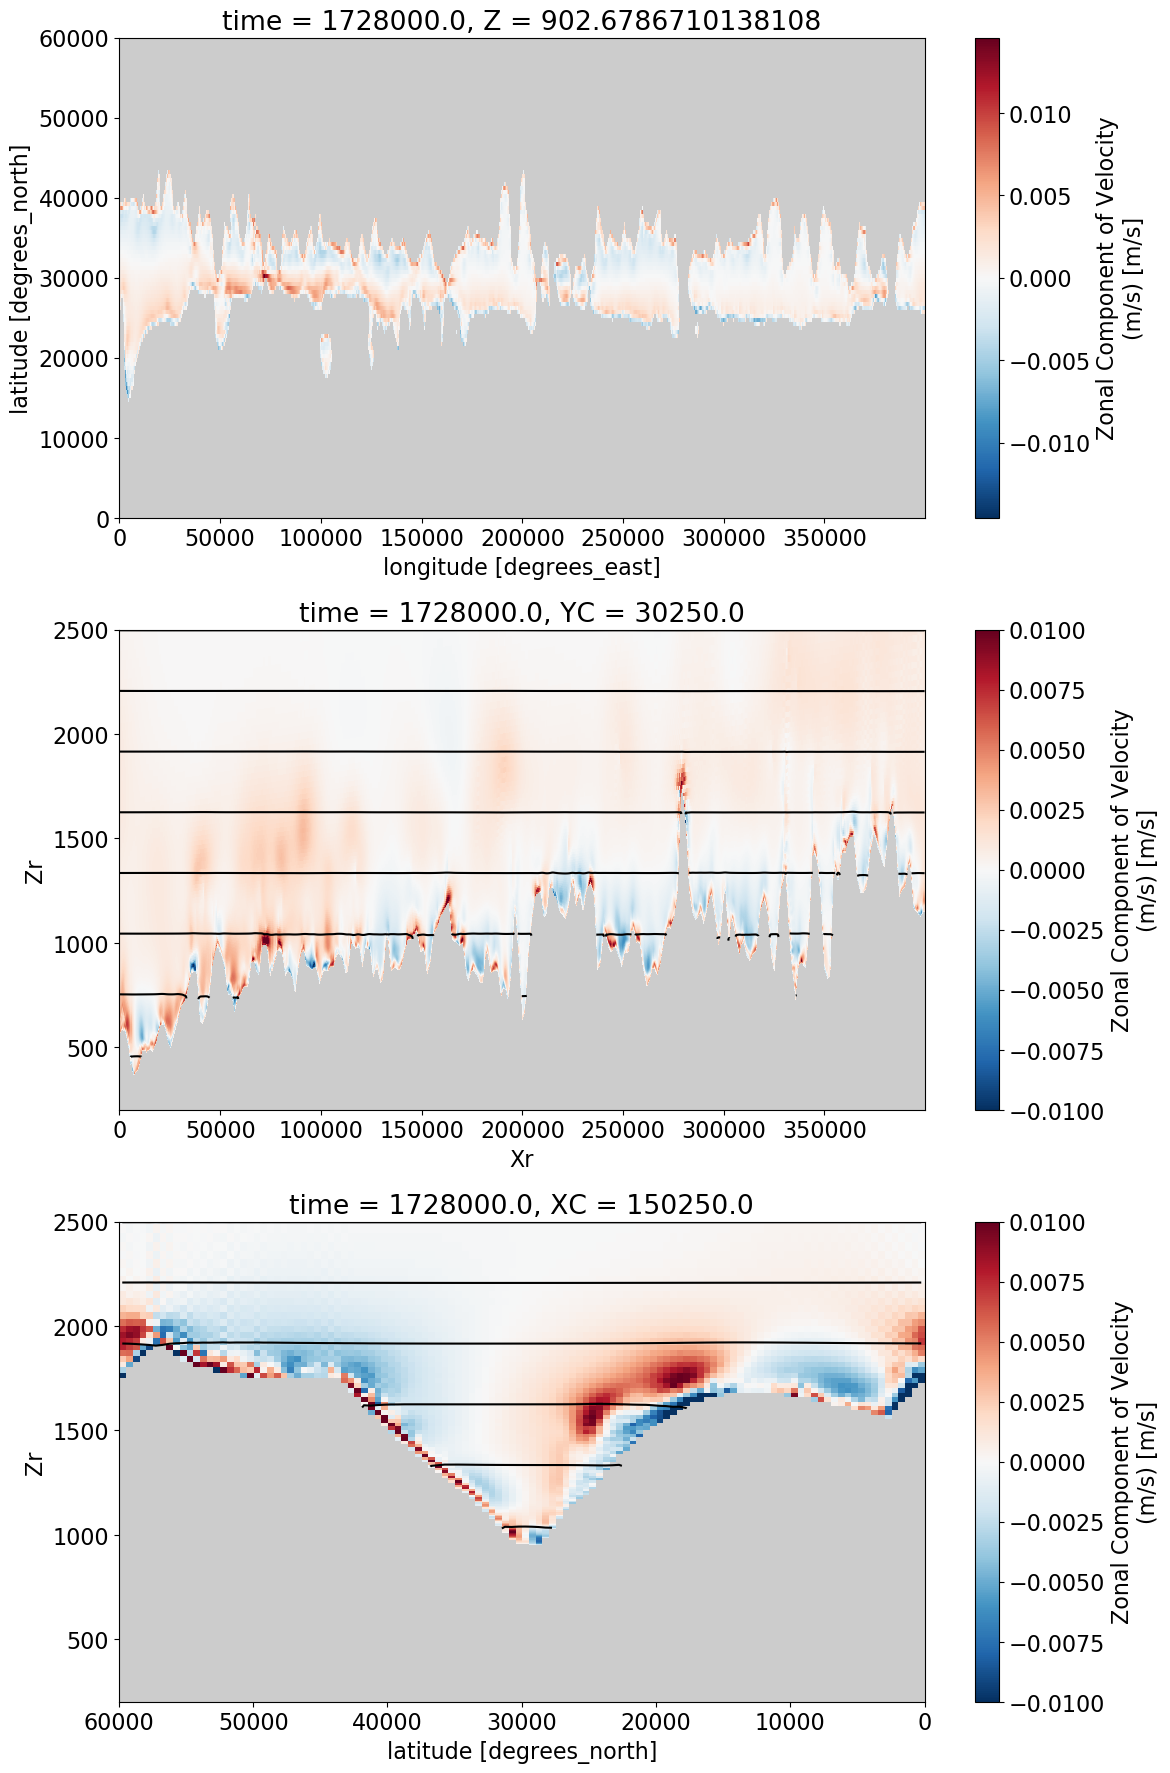 time = 1728000.0, Z = 902.6786710138108
60000
50000
40000
30000
20000
10000
0
latitude [degrees_north]
0 50000 100000 150000 200000 250000 300000 350000
longitude [degrees_east]
0.010
0.005
0.000
−0.005
−0.010
Zonal Component of Velocity
(m/s) [m/s]
time = 1728000.0, YC = 30250.0
2500
2000
1500
1000
500
Zr
0 50000 100000 150000 200000 250000 300000 350000
Xr
0.0100
0.0075
0.0050
0.0025
0.0000
−0.0025
−0.0050
−0.0075
−0.0100
Zonal Component of Velocity
(m/s) [m/s]
time = 1728000.0, XC = 150250.0
2500
2000
1500
1000
500
Zr
60000 50000 40000 30000 20000 10000 0
latitude [degrees_north]
0.0100
0.0075
0.0050
0.0025
0.0000
−0.0025
−0.0050
−0.0075
−0.0100
Zonal Component of Velocity
(m/s) [m/s]